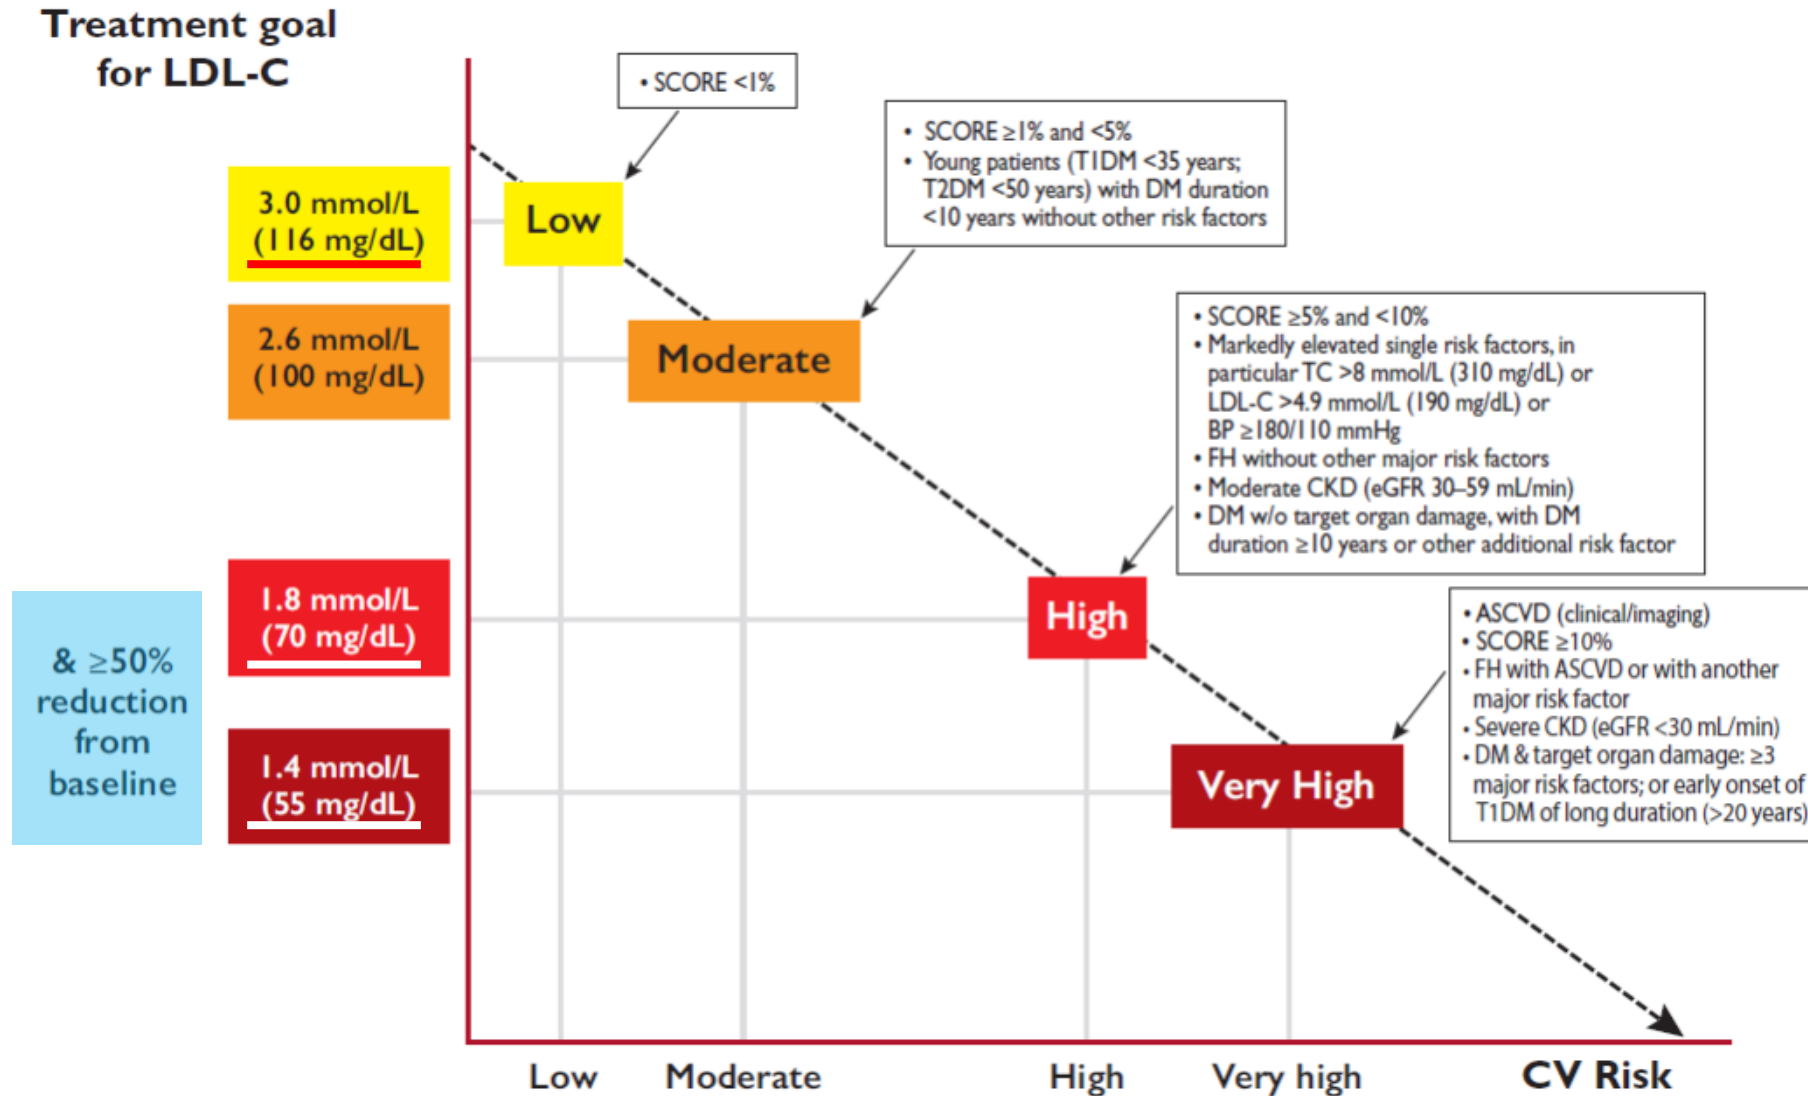 Treatment goal
for LDL-C
• SCORE <1%
• SCORE ≥1% and <5%
• Young patients (T1DM <35 years;
T2DM <50 years) with DM duration
<10 years without other risk factors
3.0 mmol/L
(116 mg/dL)
Low
2.6 mmol/L
(100 mg/dL)
Moderate
• SCORE ≥5% and <10%
• Markedly elevated single risk factors, in
particular TC >8 mmol/L (310 mg/dL) or
LDL-C >4.9 mmol/L (190 mg/dL) or
BP ≥180/110 mmHg
• FH without other major risk factors
• Moderate CKD (eGFR 30–59 mL/min)
• DM w/o target organ damage, with DM
duration ≥10 years or other additional risk factor
1.8 mmol/L
(70 mg/dL)
High
& ≥50%
reduction
from
baseline
1.4 mmol/L
(55 mg/dL)
Very High
• ASCVD (clinical/imaging)
• SCORE ≥10%
• FH with ASCVD or with another
major risk factor
• Severe CKD (eGFR <30 mL/min)
• DM & target organ damage: ≥3
major risk factors; or early onset of
T1DM of long duration (>20 years)
Low Moderate High Very high CV Risk